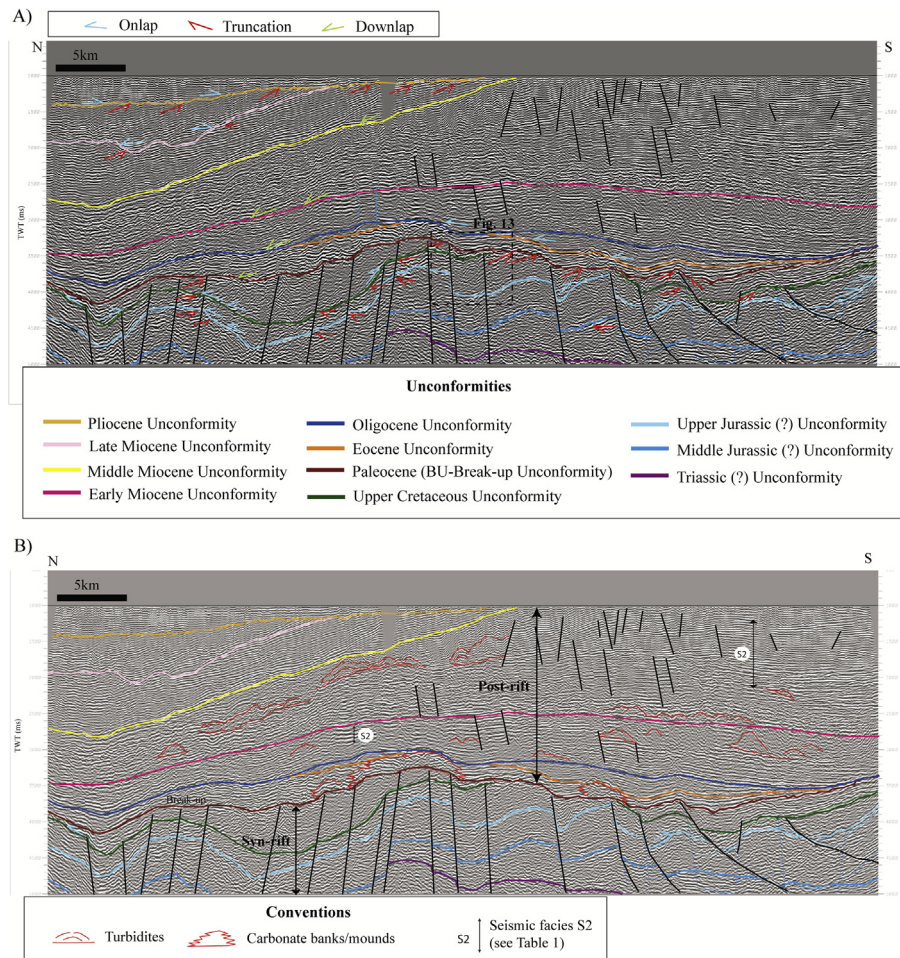 A)
Onlap
Truncation
Downlap
N
S
5km
TWT (ms)
Fig. 13
Unconformities
Pliocene Unconformity
Late Miocene Unconformity
Middle Miocene Unconformity
Early Miocene Unconformity
Oligocene Unconformity
Eocene Unconformity
Paleocene (BU-Break-up Unconformity)
Upper Cretaceous Unconformity
Upper Jurassic (?) Unconformity
Middle Jurassic (?) Unconformity
Triassic (?) Unconformity
B)
N
S
5km
TWT (ms)
S2
Post-rift
S2
Break-up
Syn-rift
Conventions
Turbidites
Carbonate banks/mounds
S2
Seismic facies S2
(see Table 1)